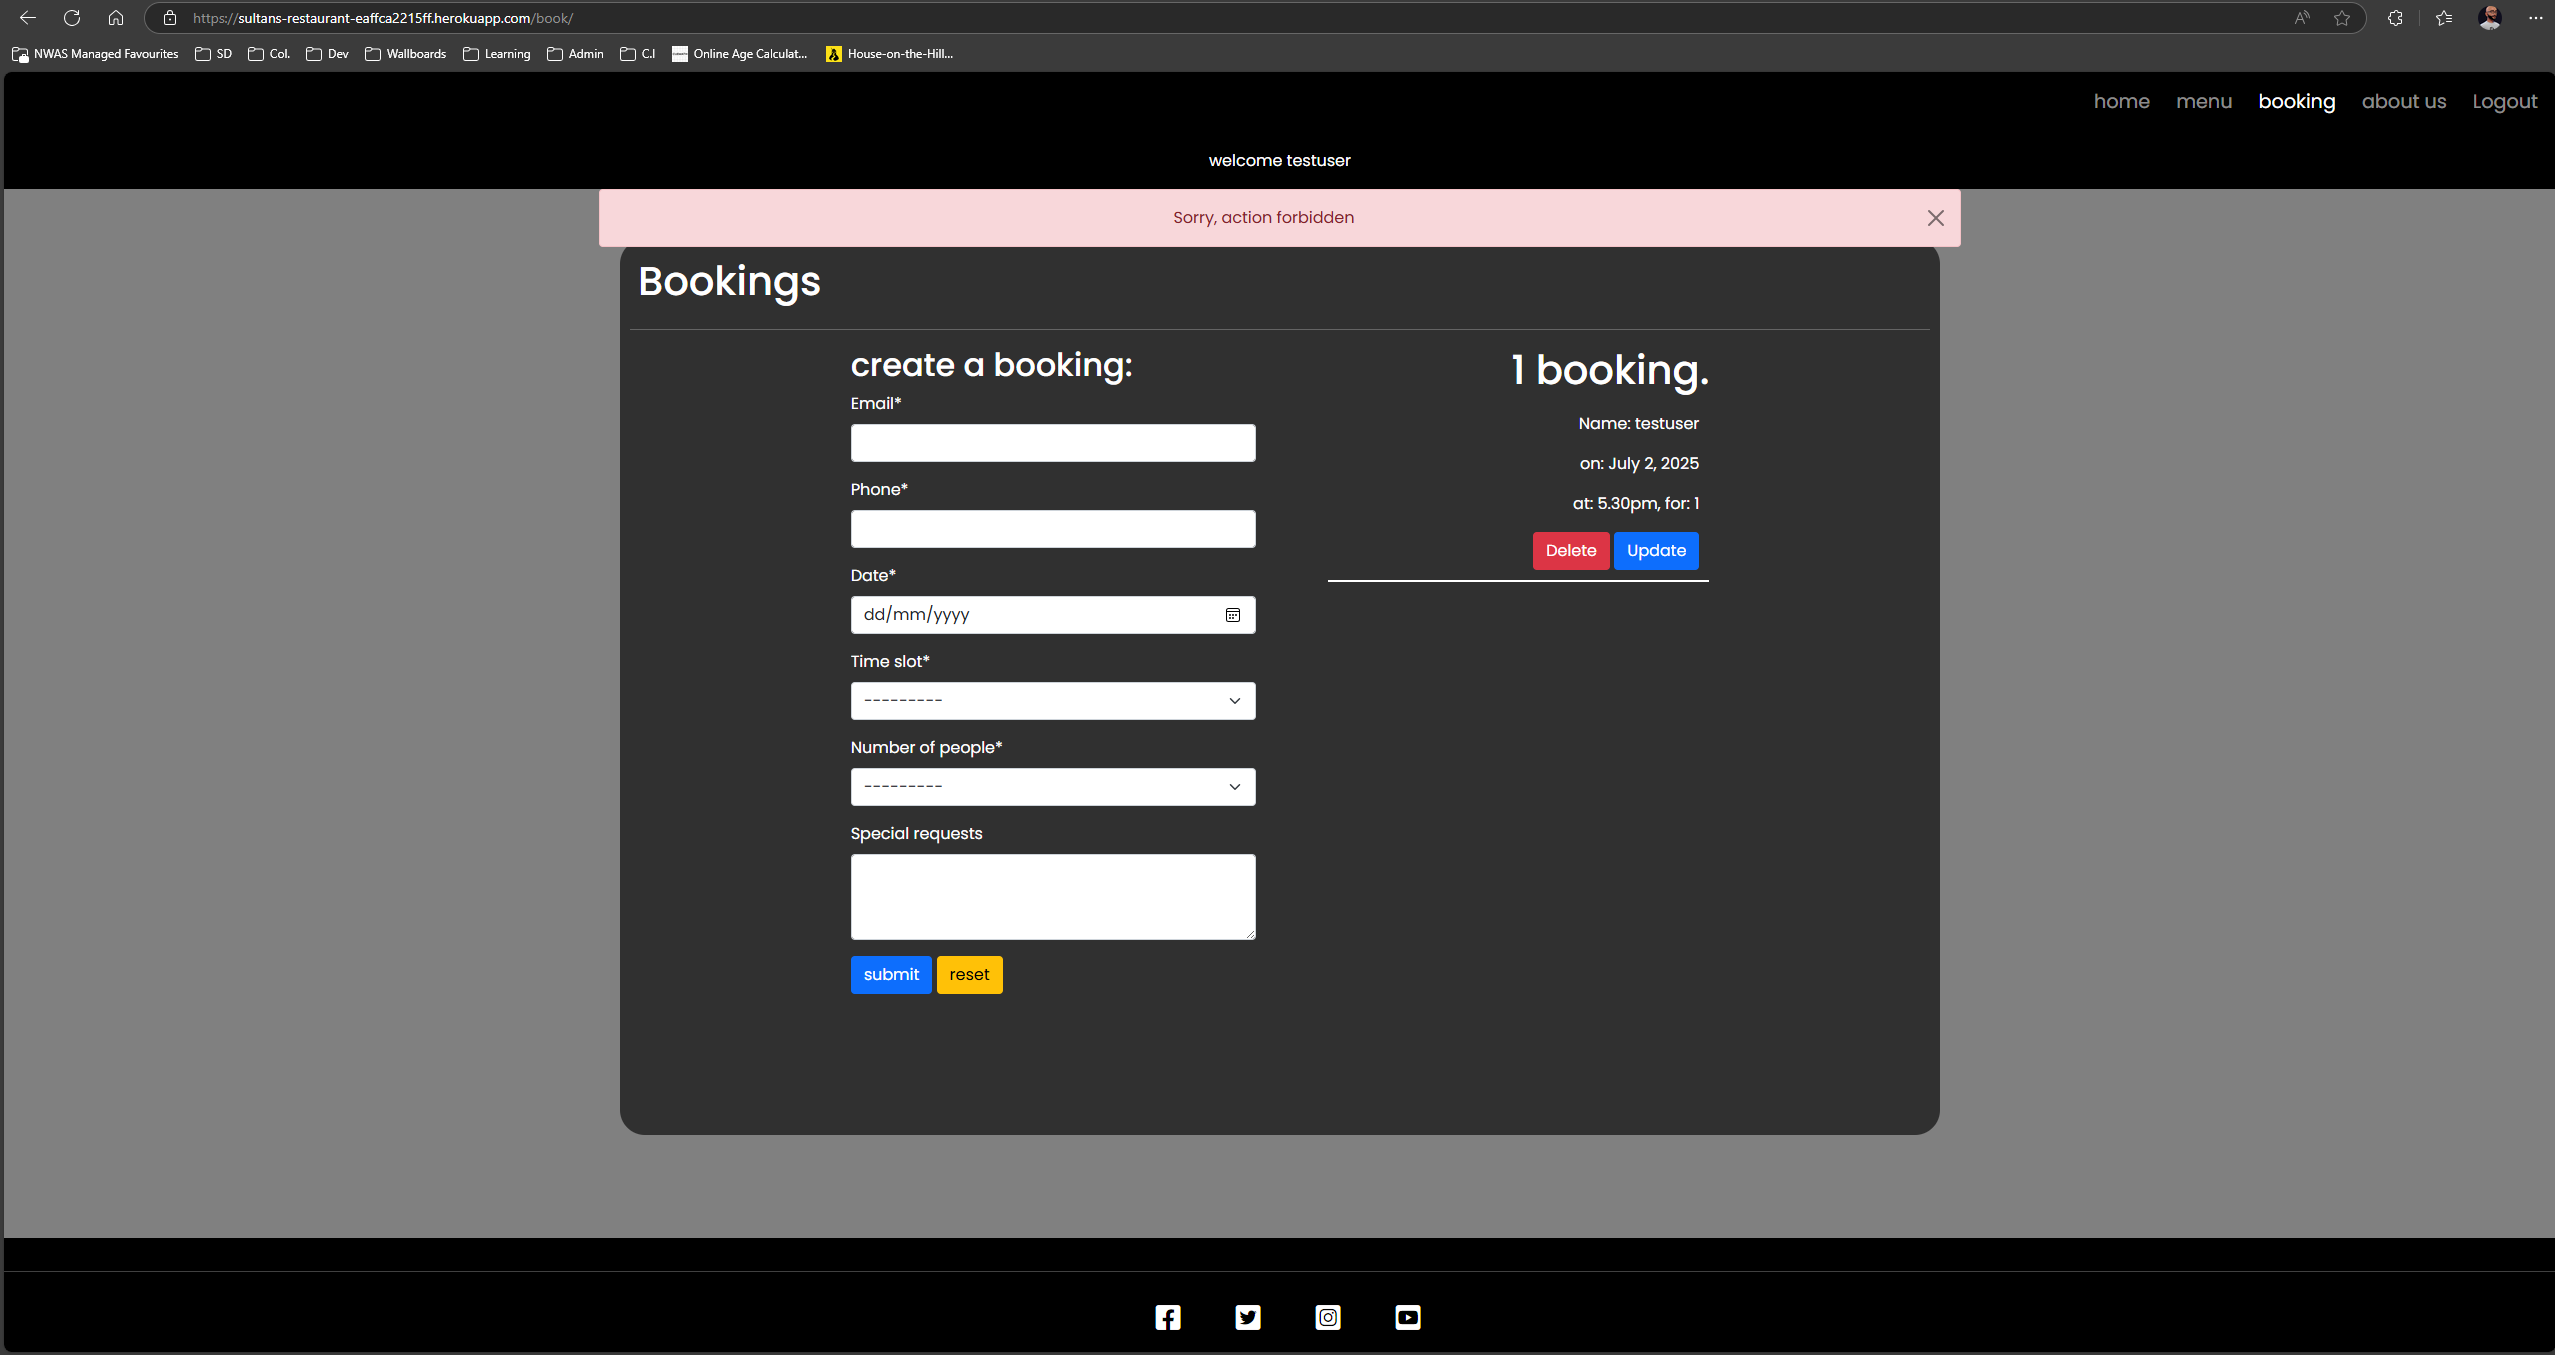 https://sultans-restaurant-eaffca2215ff.herokuapp.com/book/
NWAS Managed Favourites SD Col. Dev Wallboards Learning Admin C.I Online Age Calculat... House-on-the-Hill...
home menu booking about us Logout
welcome testuser
Sorry, action forbidden
Bookings
create a booking:
Email*
Phone*
Date*
dd/mm/yyyy
Time slot*
---------
Number of people*
---------
Special requests
submit reset
1 booking.
Name: testuser
on: July 2, 2025
at: 5.30pm, for: 1
Delete Update